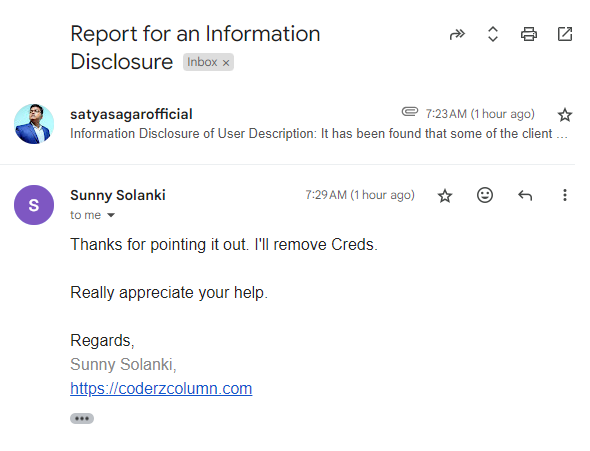 Report for an Information
Disclosure Inbox ×
satyasagarofficial 7:23 AM (1 hour ago)
Information Disclosure of User Description: It has been found that some of the client ...
S
Sunny Solanki 7:29 AM (1 hour ago)
to me
Thanks for pointing it out. I'll remove Creds.
Really appreciate your help.
Regards,
Sunny Solanki,
https://coderzcolumn.com